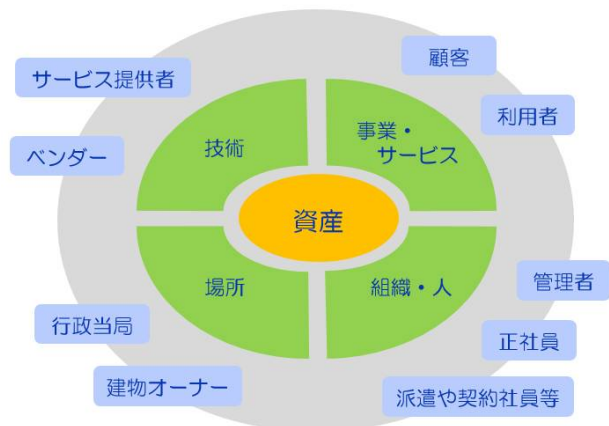 顧客
サービス提供者
利用者
事業・
サービス
技術
ベンダー
資産
場所
組織・人
管理者
行政当局
正社員
建物オーナー
派遣や契約社員等